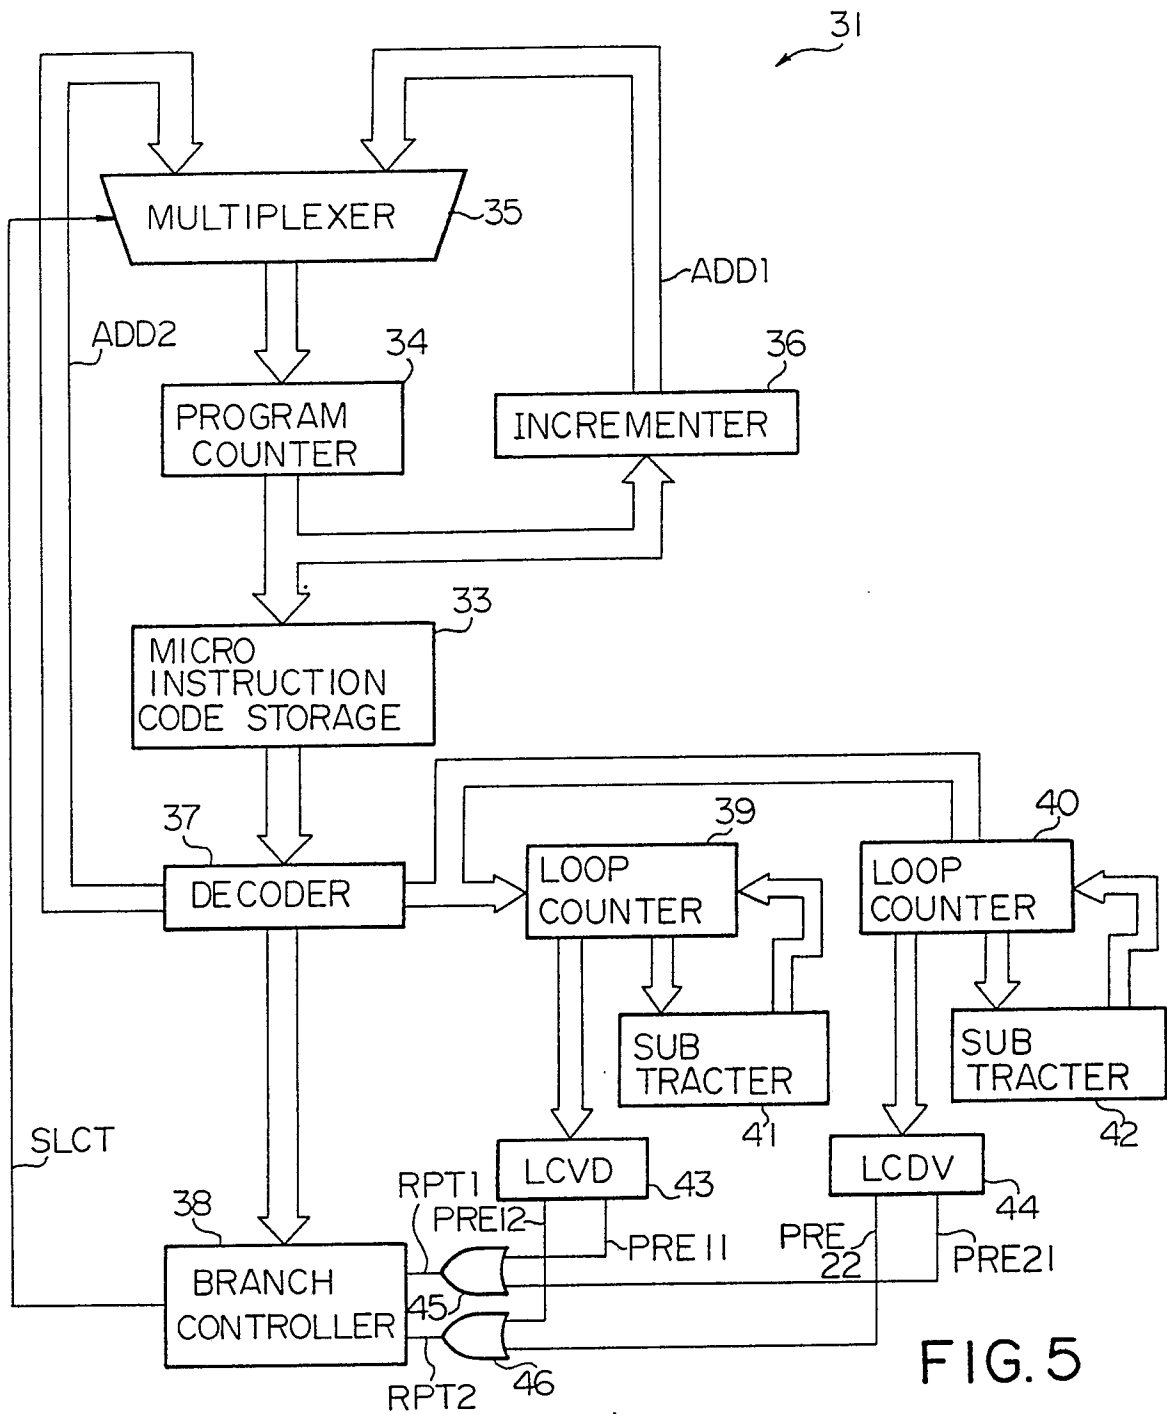 31
MULTIPLEXER
35
ADD1
ADD2
34
36
PROGRAM
COUNTER
INCREMENTER
33
MICRO
INSTRUCTION
CODE STORAGE
37
39
40
DECODER
LOOP
COUNTER
LOOP
COUNTER
SUB
TRACTER
SUB
TRACTER
41
42
SLCT
LCVD
43
LCDV
44
38
RPT1
PRE12
PRE11
PRE
22
PRE21
BRANCH
CONTROLLER
45
46
RPT2
FIG. 5